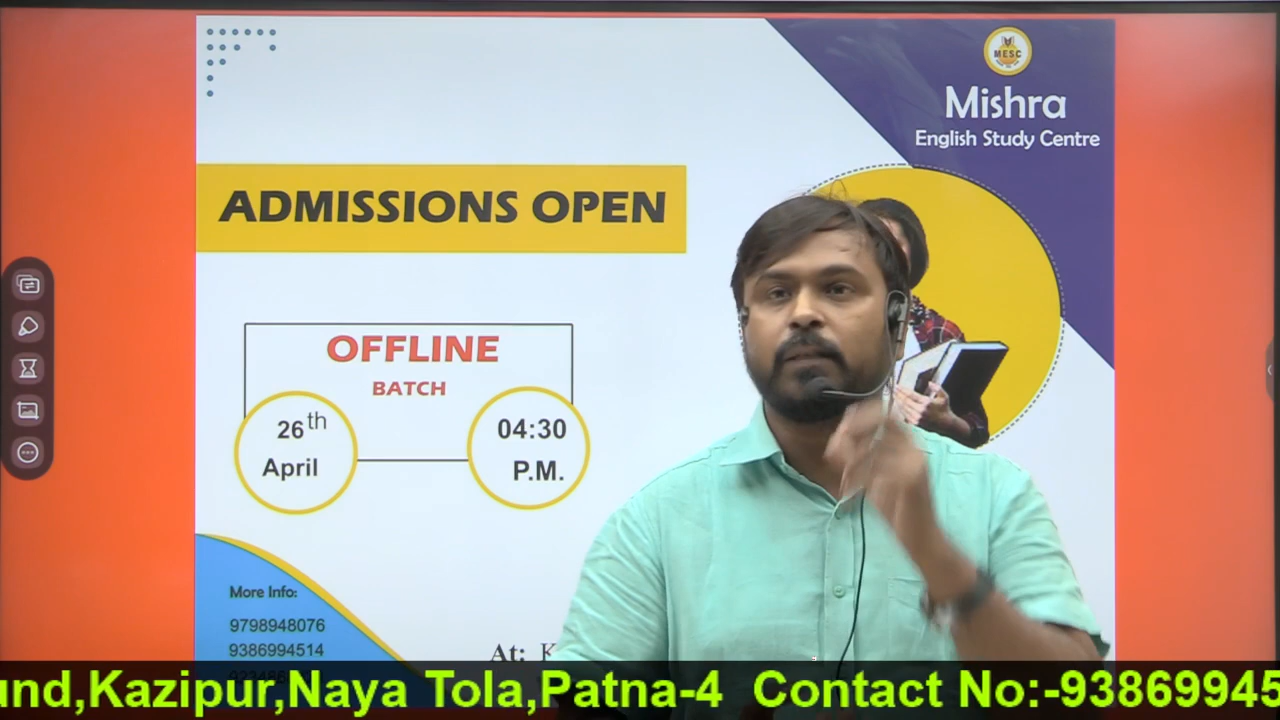 MESC
Mishra
English Study Centre
ADMISSIONS OPEN
OFFLINE
BATCH
26th
April
04:30
P.M.
More Info:
9798948076
9386994514
At: K
und,Kazipur,Naya Tola,Patna-4 Contact No:-93869945